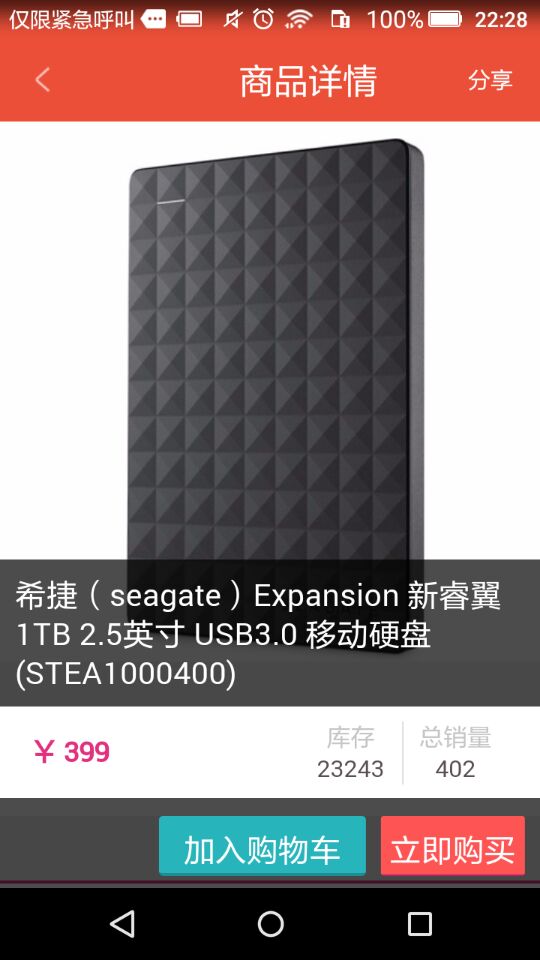 仅限紧急呼叫 100% 22:28
商品详情 分享
希捷（seagate）Expansion 新睿翼
1TB 2.5英寸 USB3.0 移动硬盘
(STEA1000400)
￥399
库存 总销量
23243 402
加入购物车 立即购买